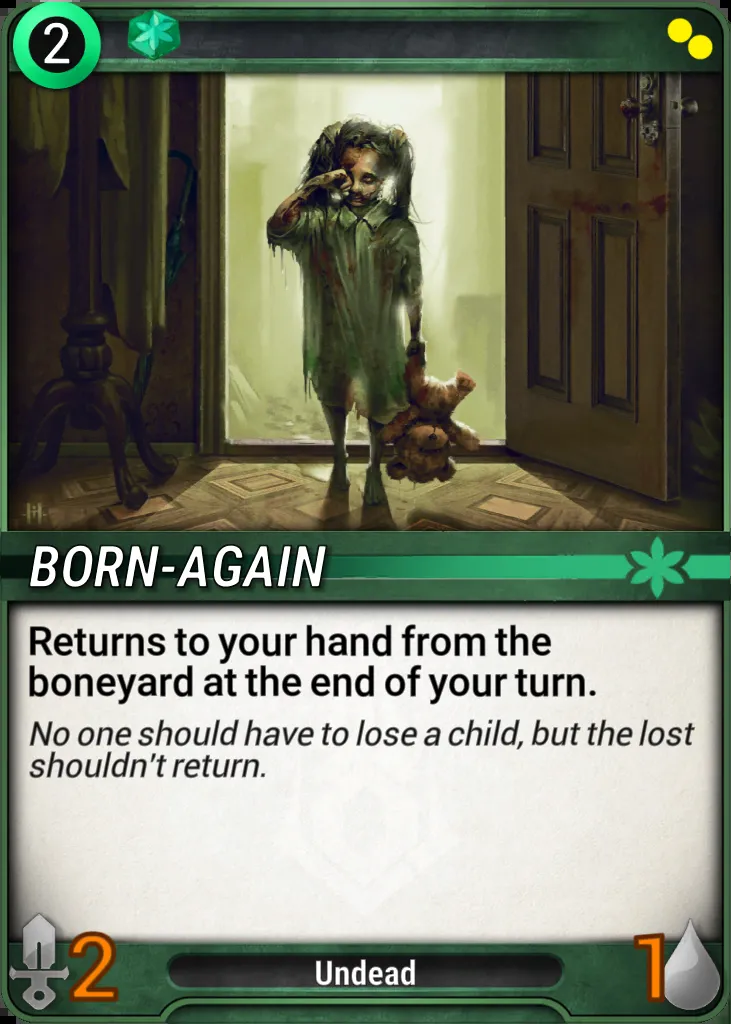 2
BORN-AGAIN
Returns to your hand from the
boneyard at the end of your turn.
No one should have to lose a child, but the lost
shouldn't return.
2
Undead
1